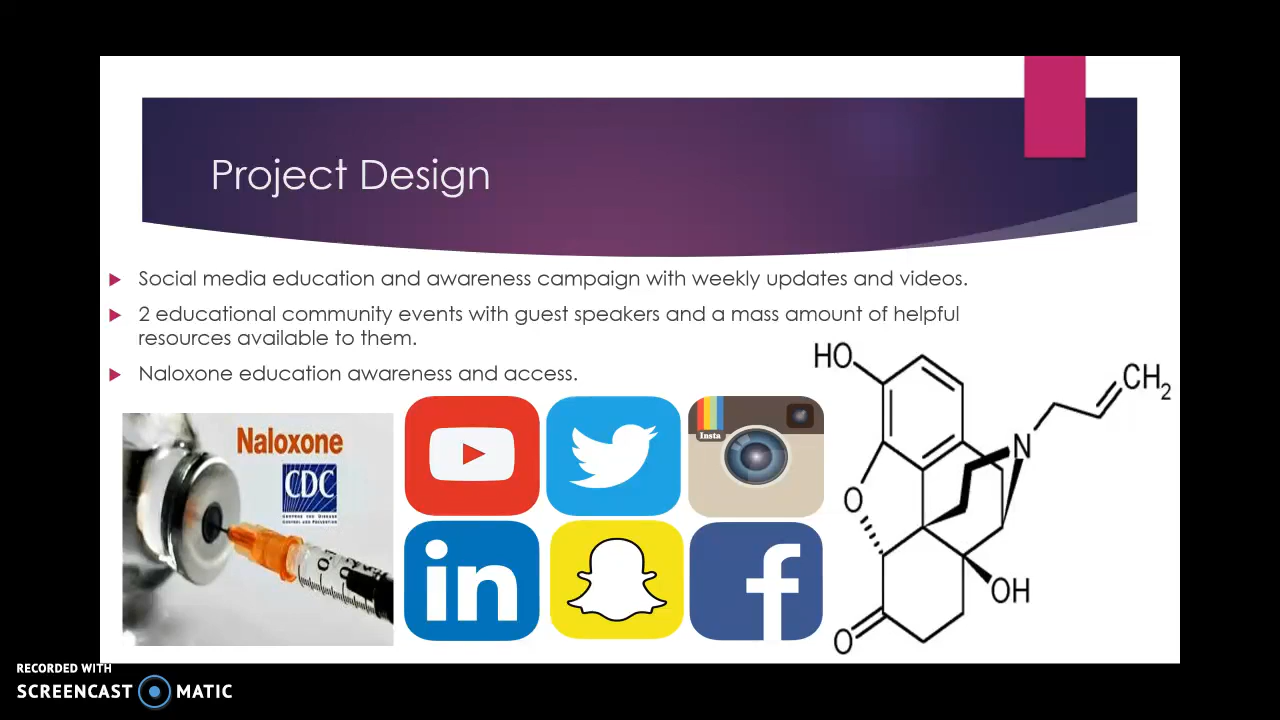 Project Design
Social media education and awareness campaign with weekly updates and videos.
2 educational community events with guest speakers and a mass amount of helpful
resources available to them.
Naloxone education awareness and access.
Naloxone
CDC
Insta
in
f
HO
CH2
N
O
OH
O
RECORDED WITH
SCREENCAST MATIC